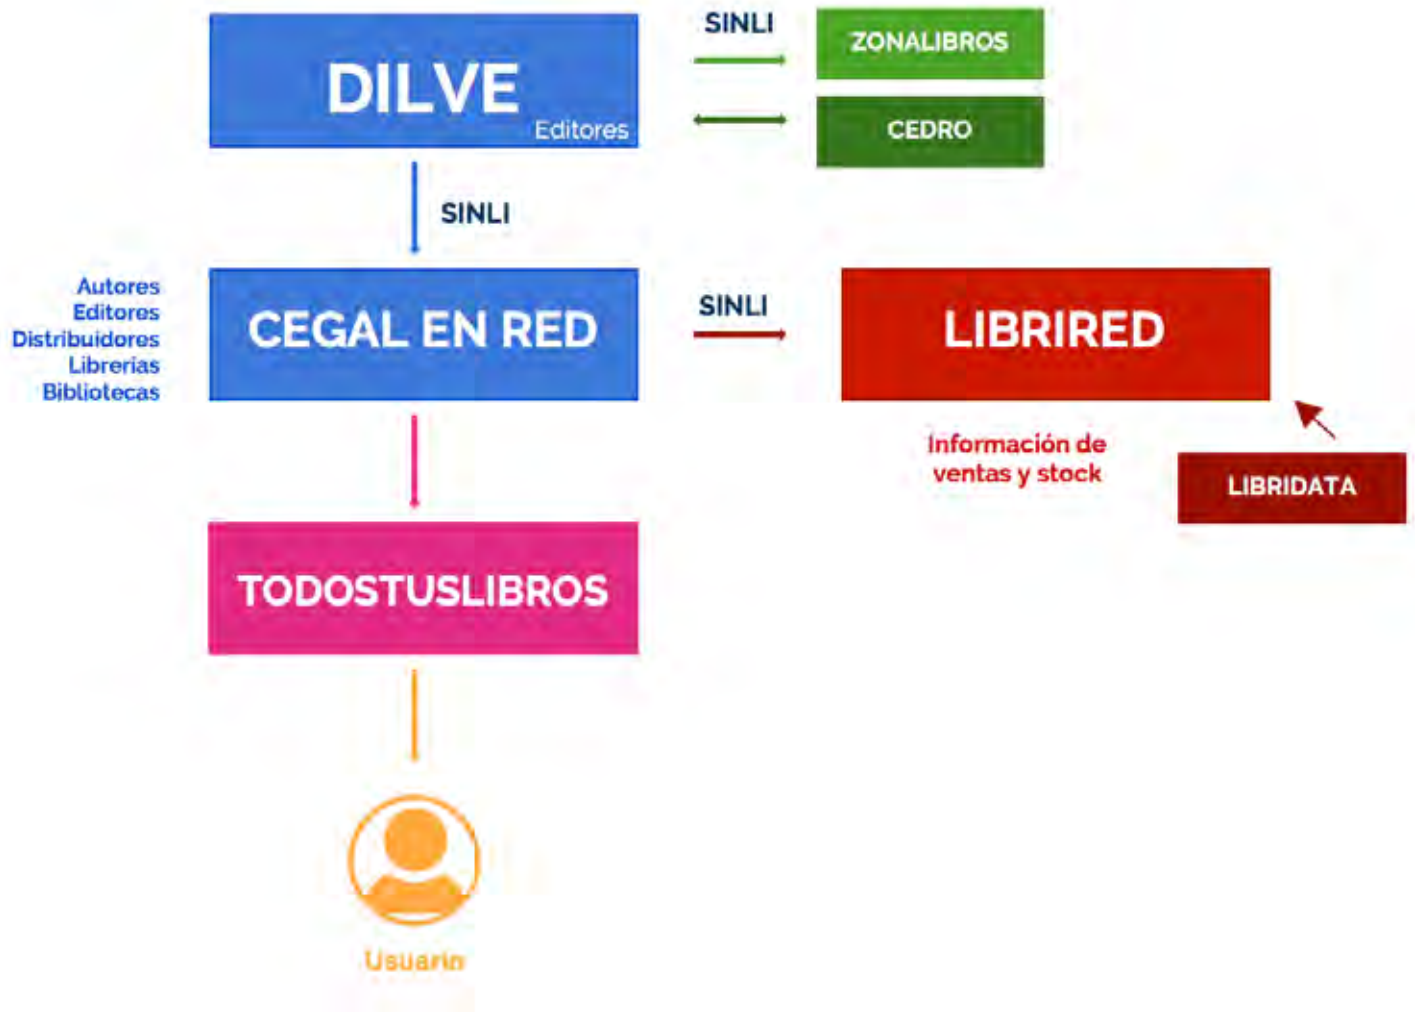 DILVE
Editores
SINLI
ZONALIBROS
CEDRO
SINLI
Autores
Editores
Distribuidores
Librerias
Bibliotecas
CEGAL EN RED
SINLI
LIBRIRED
Información de
ventas y stock
LIBRIDATA
TODOSTUSLIBROS
Usuario